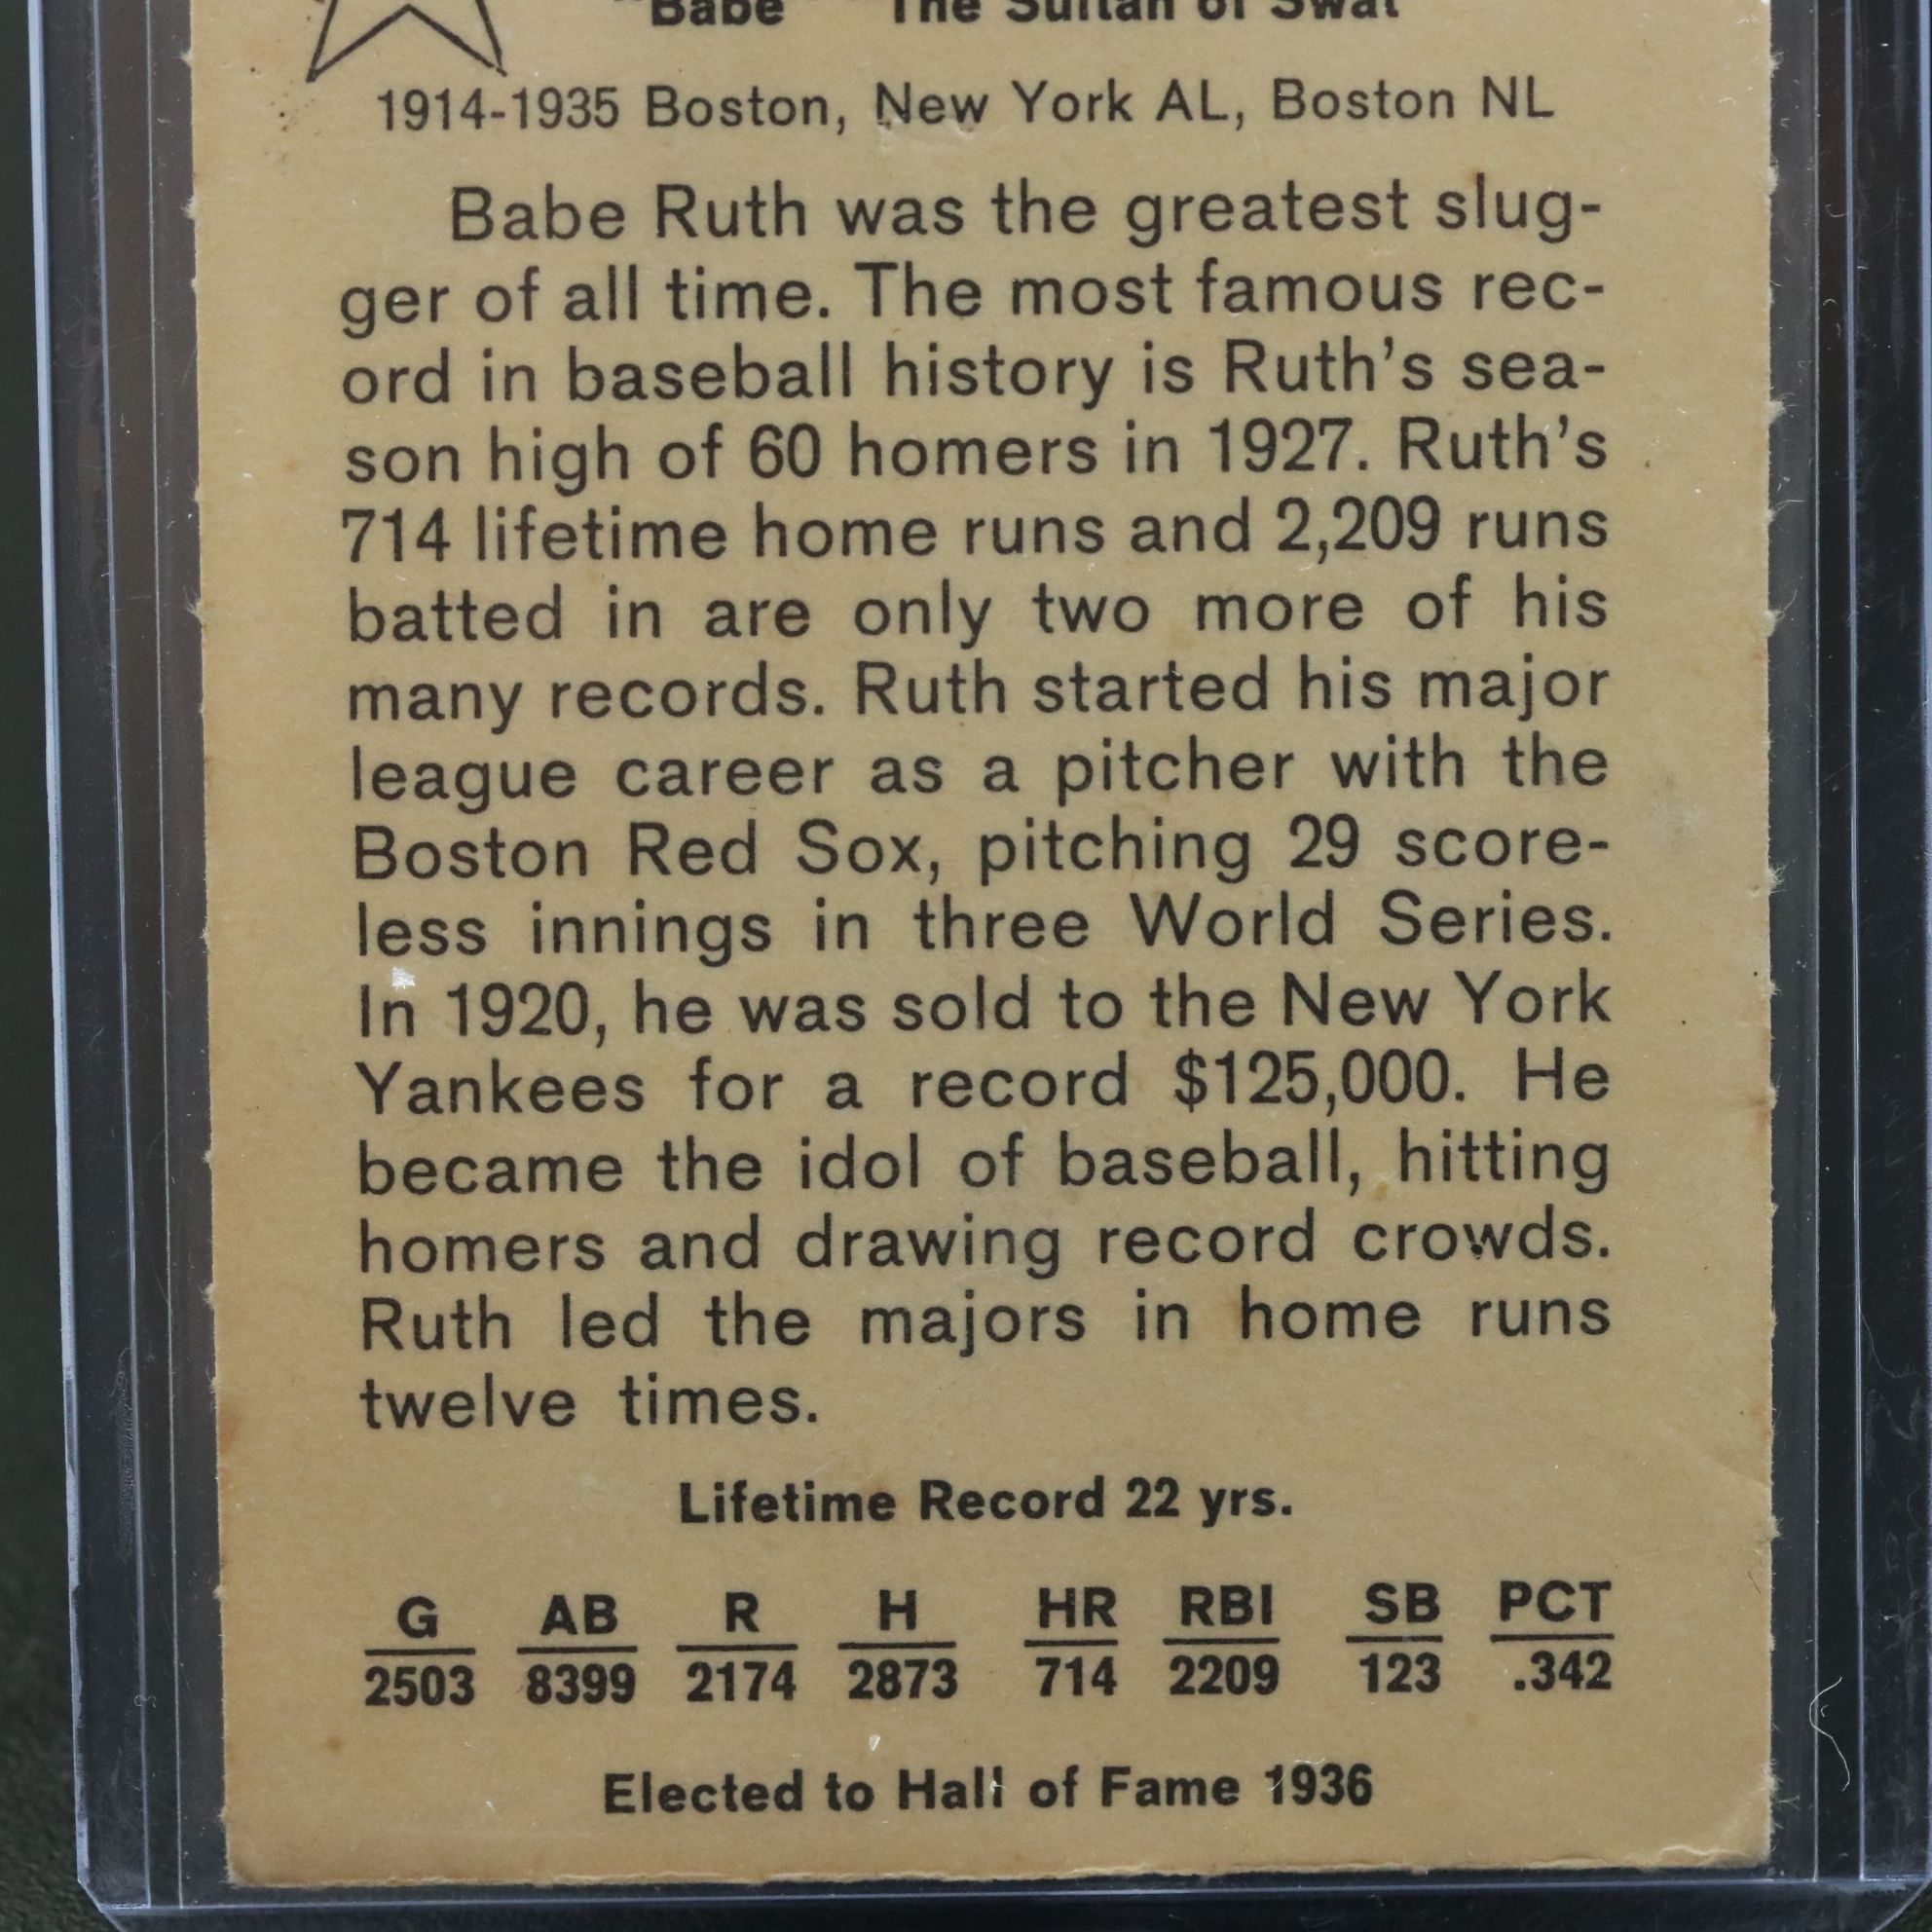 "Babe" "The Sultan of Swat"
1914-1935 Boston, New York AL, Boston NL
Babe Ruth was the greatest slug-
ger of all time. The most famous rec-
ord in baseball history is Ruth's sea-
son high of 60 homers in 1927. Ruth's
714 lifetime home runs and 2,209 runs
batted in are only two more of his
many records. Ruth started his major
league career as a pitcher with the
Boston Red Sox, pitching 29 score-
less innings in three World Series.
In 1920, he was sold to the New York
Yankees for a record $125,000. He
became the idol of baseball, hitting
homers and drawing record crowds.
Ruth led the majors in home runs
twelve times.
Lifetime Record 22 yrs.
G AB R H HR RBI SB PCT
2503 8399 2174 2873 714 2209 123 .342
Elected to Hall of Fame 1936